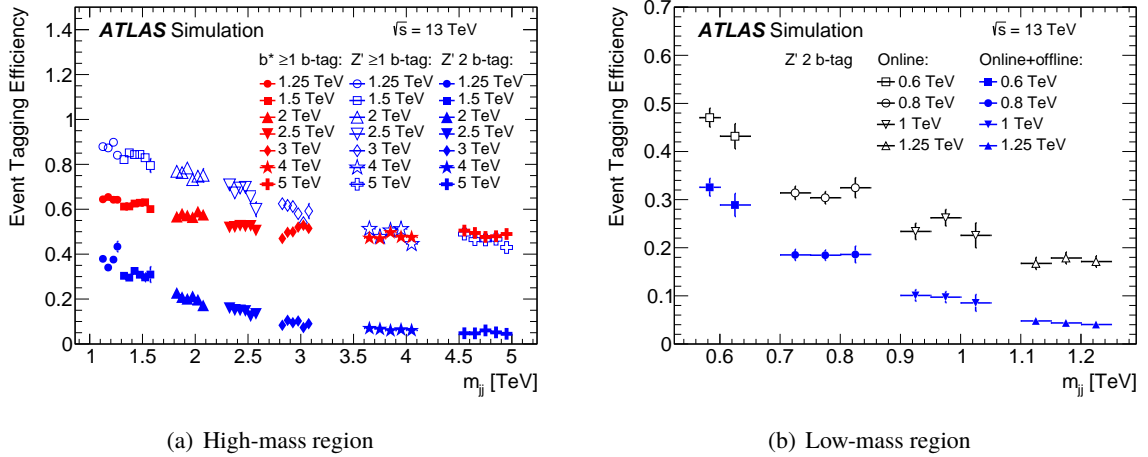 ATLAS Simulation
√s = 13 TeV
b* ≥1 b-tag: Z' ≥1 b-tag: Z' 2 b-tag:
1.25 TeV 1.25 TeV 1.25 TeV
1.5 TeV 1.5 TeV 1.5 TeV
2 TeV 2 TeV 2 TeV
2.5 TeV 2.5 TeV 2.5 TeV
3 TeV 3 TeV 3 TeV
4 TeV 4 TeV 4 TeV
5 TeV 5 TeV 5 TeV
Event Tagging Efficiency
1.4
1.2
1
0.8
0.6
0.4
0.2
0
1 1.5 2 2.5 3 3.5 4 4.5 5
m_jj [TeV]
(a) High-mass region
ATLAS Simulation
√s = 13 TeV
Z' 2 b-tag Online: Online+offline:
0.6 TeV 0.6 TeV
0.8 TeV 0.8 TeV
1 TeV 1 TeV
1.25 TeV 1.25 TeV
Event Tagging Efficiency
0.7
0.6
0.5
0.4
0.3
0.2
0.1
0
0.6 0.7 0.8 0.9 1 1.1 1.2
m_jj [TeV]
(b) Low-mass region